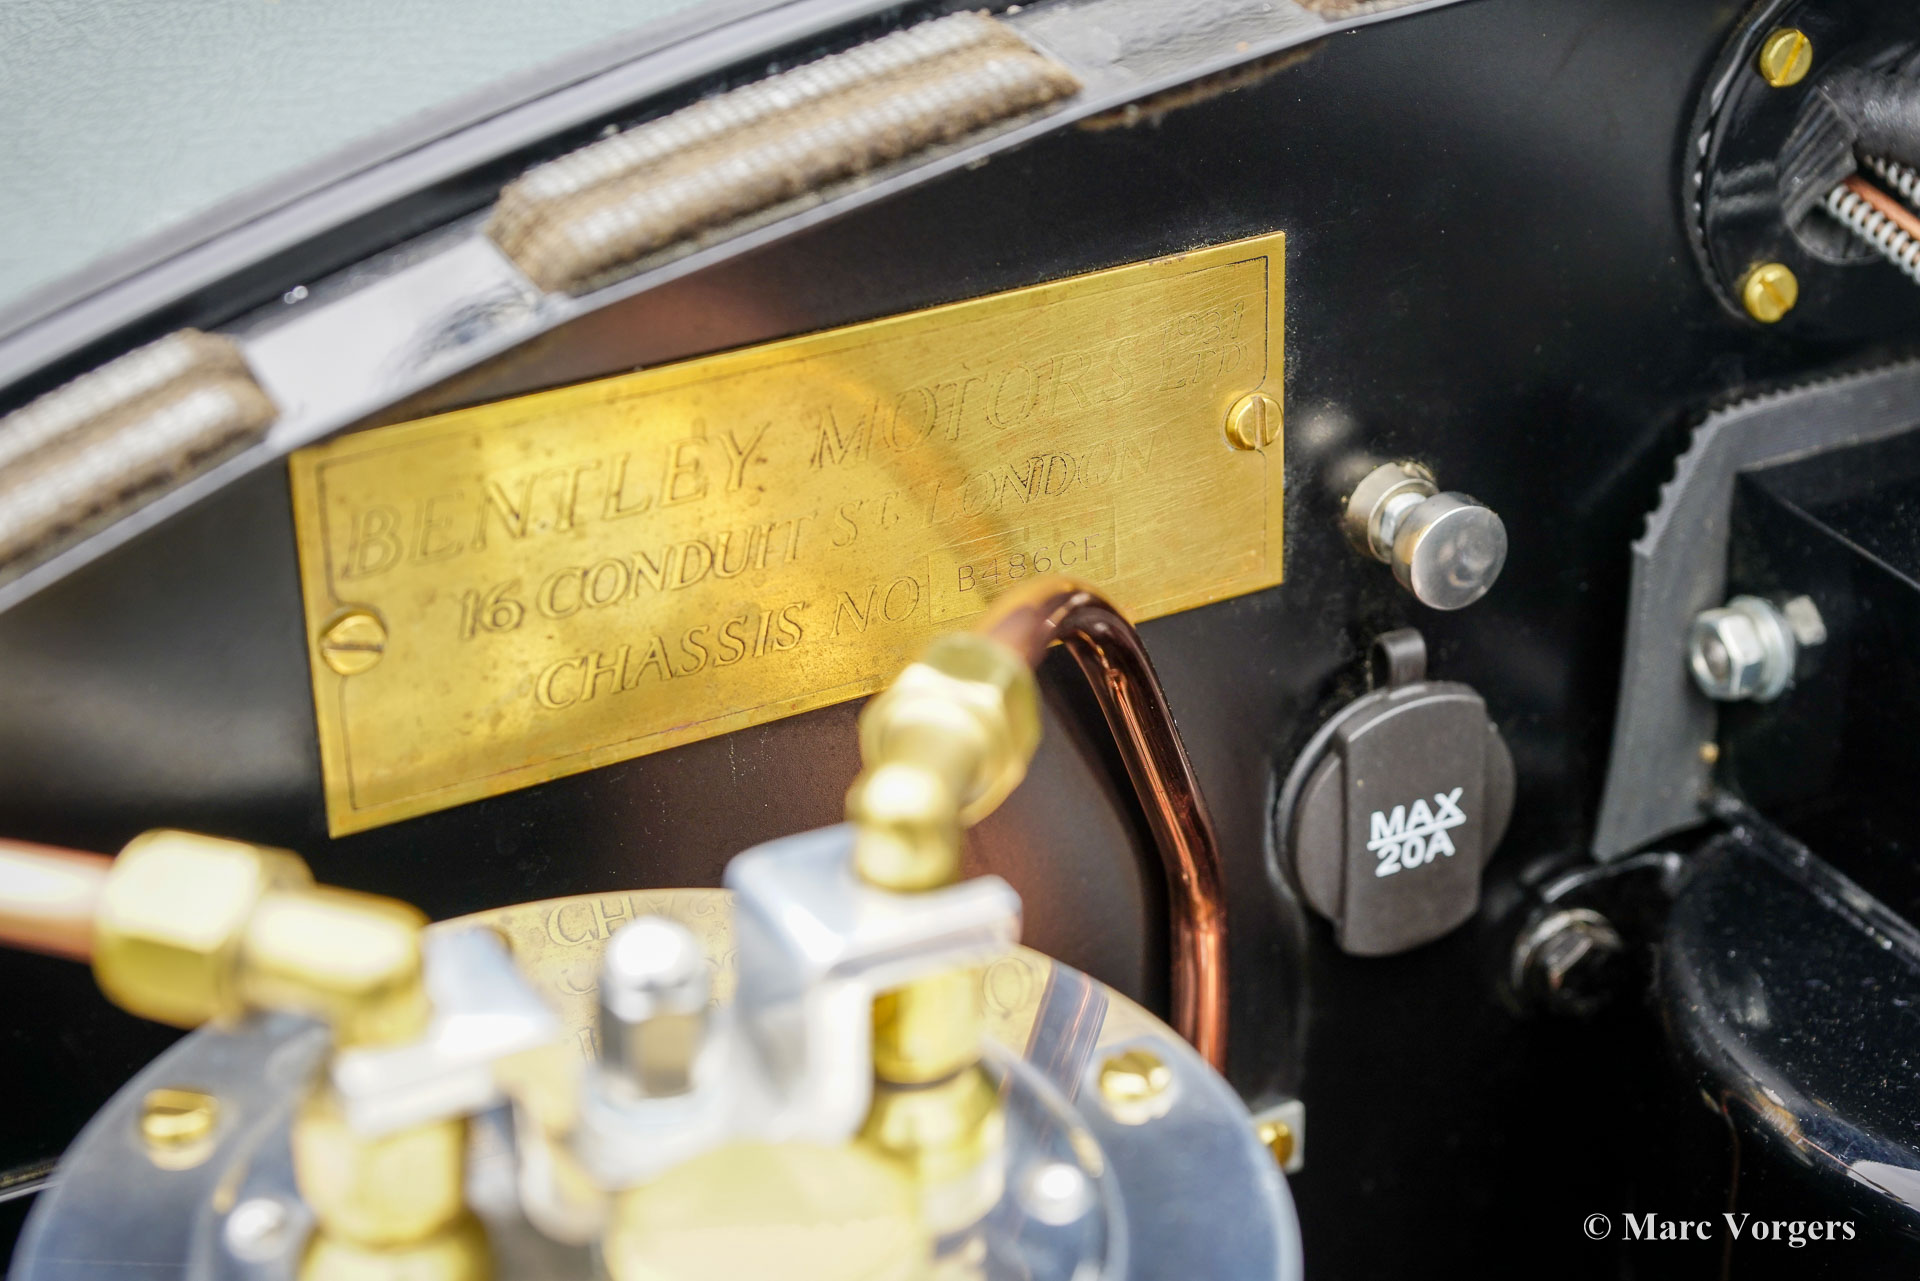 BENTLEY MOTORS 1931 LTD
16 CONDUIT ST. LONDON
CHASSIS NO B486CF
MAX
20A
© Marc Vorgers